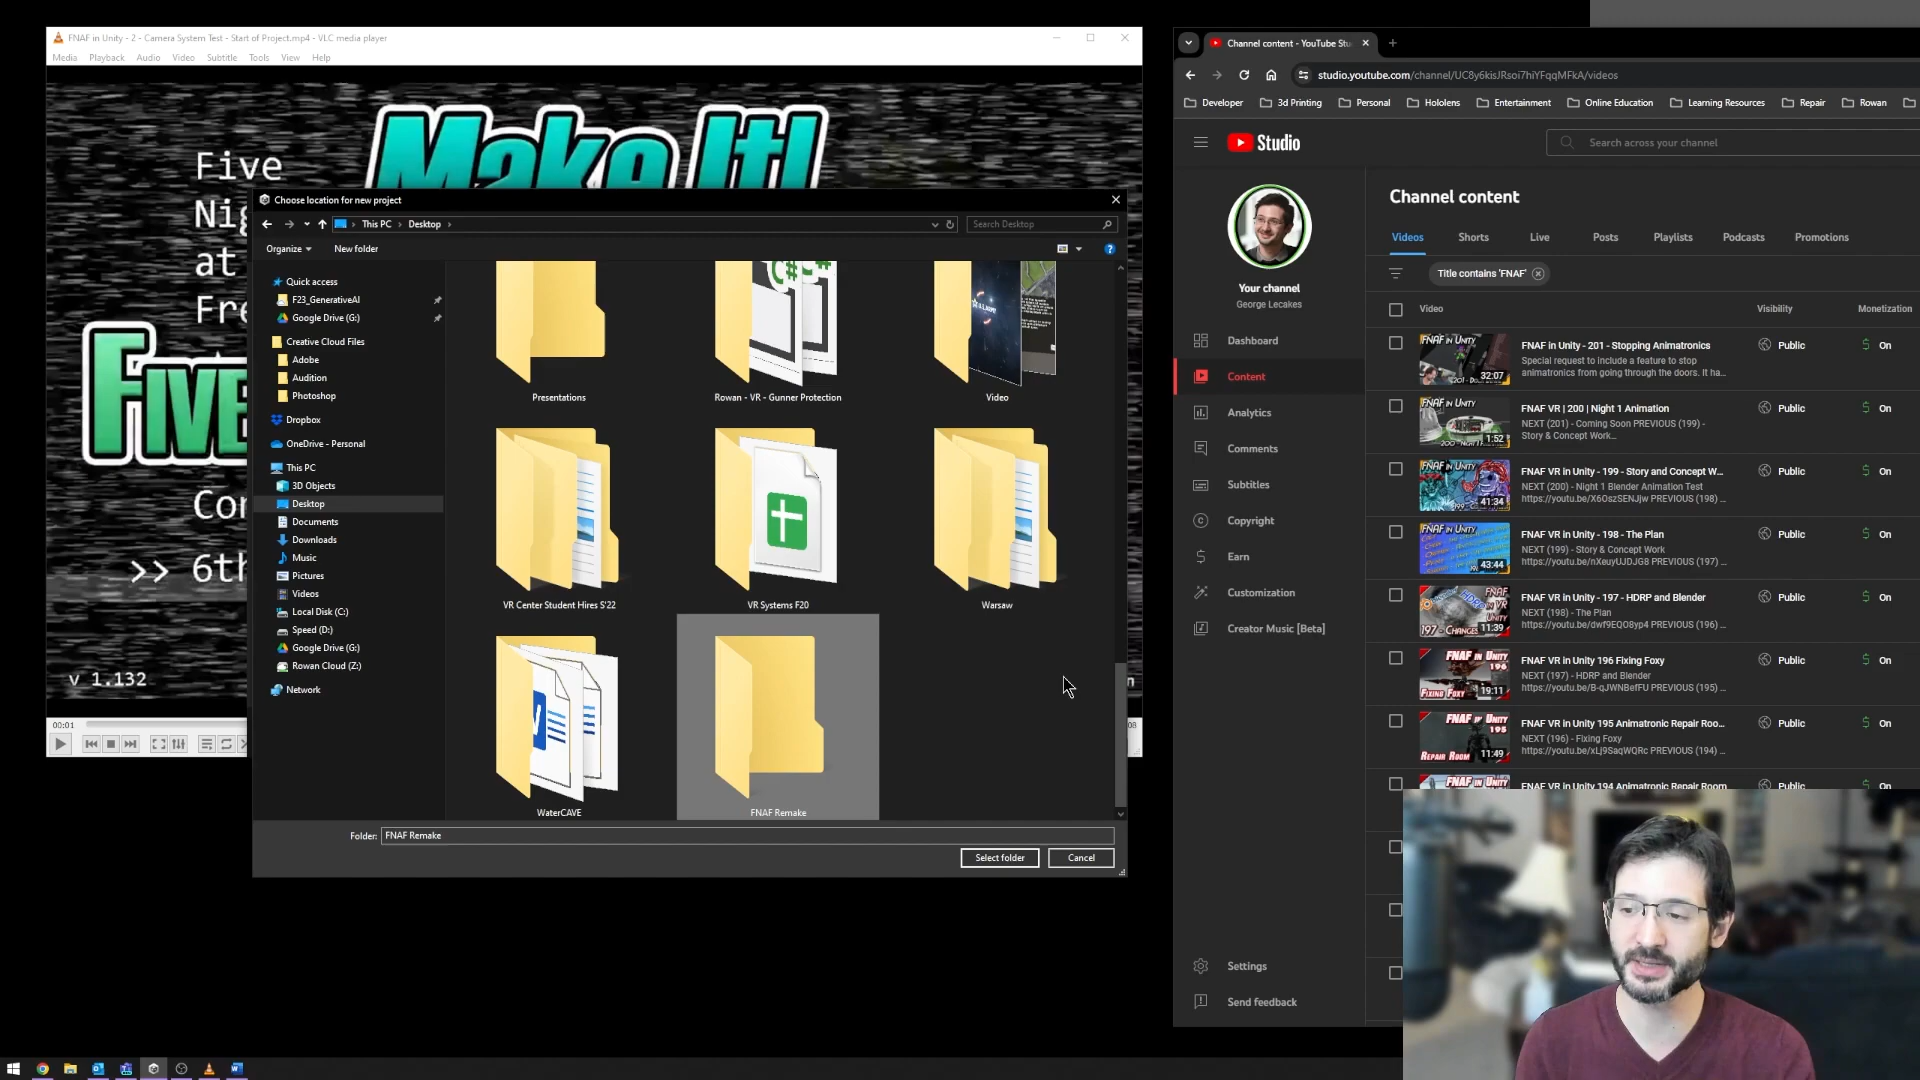 FNAF in Unity - 2 - Camera System Test - Start of Project.mp4 - VLC media player
Media Playback Audio Video Subtitle Tools View Help
Make It!
Five
at
Five
>> 6th
v 1.132
00:01
Choose location for new project
This PC > Desktop >
Search Desktop
Organize New folder
Quick access
F23_GenerativeAI
Google Drive (G:)
Creative Cloud Files
Adobe
Audition
Photoshop
Dropbox
OneDrive - Personal
This PC
3D Objects
Desktop
Documents
Downloads
Music
Pictures
Videos
Local Disk (C:)
Speed (D:)
Google Drive (G:)
Rowan Cloud (Z:)
Network
Presentations
Rowan - VR - Gunner Protection
Video
VR Center Student Hires S'22
VR Systems F20
Warsaw
WaterCAVE
FNAF Remake
Folder: FNAF Remake
Select folder Cancel
Channel content - YouTube Stu
studio.youtube.com/channel/UC8y6kisJRsoi7hiYFqqMFkA/videos
Developer 3d Printing Personal Hololens Entertainment Online Education Learning Resources Repair Rowan
Studio
Search across your channel
Your channel
George Lecakes
Dashboard
Content
Analytics
Comments
Subtitles
Copyright
Earn
Customization
Creator Music [Beta]
Settings
Send feedback
Channel content
Videos Shorts Live Posts Playlists Podcasts Promotions
Title contains 'FNAF'
Video Visibility Monetization
FNAF in Unity - 201 - Stopping Animatronics
Special request to include a feature to stop
animatronics from going through the doors. It ha...
32:07
Public On
FNAF VR | 200 | Night 1 Animation
NEXT (201) - Coming Soon PREVIOUS (199) -
Story & Concept Work...
1:52
Public On
FNAF VR in Unity - 199 - Story and Concept W...
NEXT (200) - Night 1 Blender Animation Test
https://youtu.be/X6OszSENJjw PREVIOUS (198) ...
41:34
Public On
FNAF VR in Unity - 198 - The Plan
NEXT (199) - Story & Concept Work
https://youtu.be/nXeuyUJDJG8 PREVIOUS (197) ...
43:44
Public On
FNAF VR in Unity - 197 - HDRP and Blender
NEXT (198) - The Plan
https://youtu.be/dwf9EQO8yp4 PREVIOUS (196) ...
11:39
Public On
FNAF VR in Unity 196 Fixing Foxy
NEXT (197) - HDRP and Blender
https://youtu.be/B-qJWNBefFU PREVIOUS (195) ...
19:11
Public On
FNAF VR in Unity 195 Animatronic Repair Roo...
NEXT (196) - Fixing Foxy
https://youtu.be/xLj9SaqWQRc PREVIOUS (194) ...
11:49
Public On
FNAF VR in Unity 194 Animatronic Repair Room
Public On